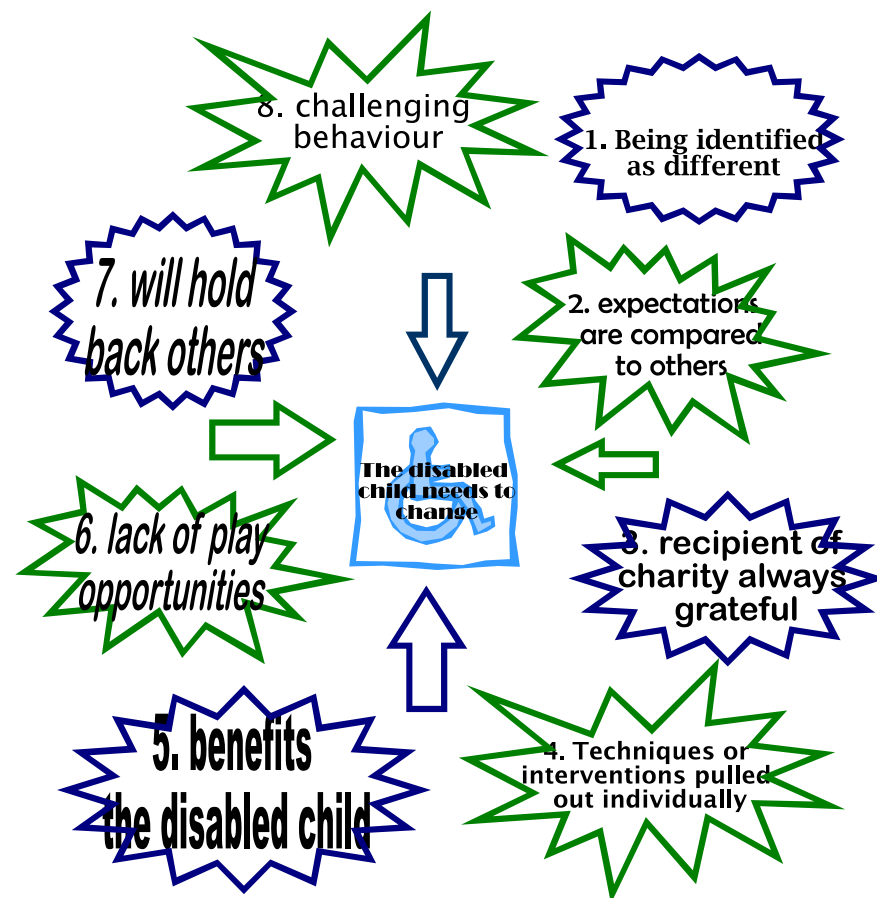 8. challenging
behaviour
1. Being identified
as different
7. will hold
back others
2. expectations
are compared
to others
The disabled
child needs to
change
6. lack of play
opportunities
3. recipient of
charity always
grateful
5. benefits
the disabled child
4. Techniques or
interventions pulled
out individually